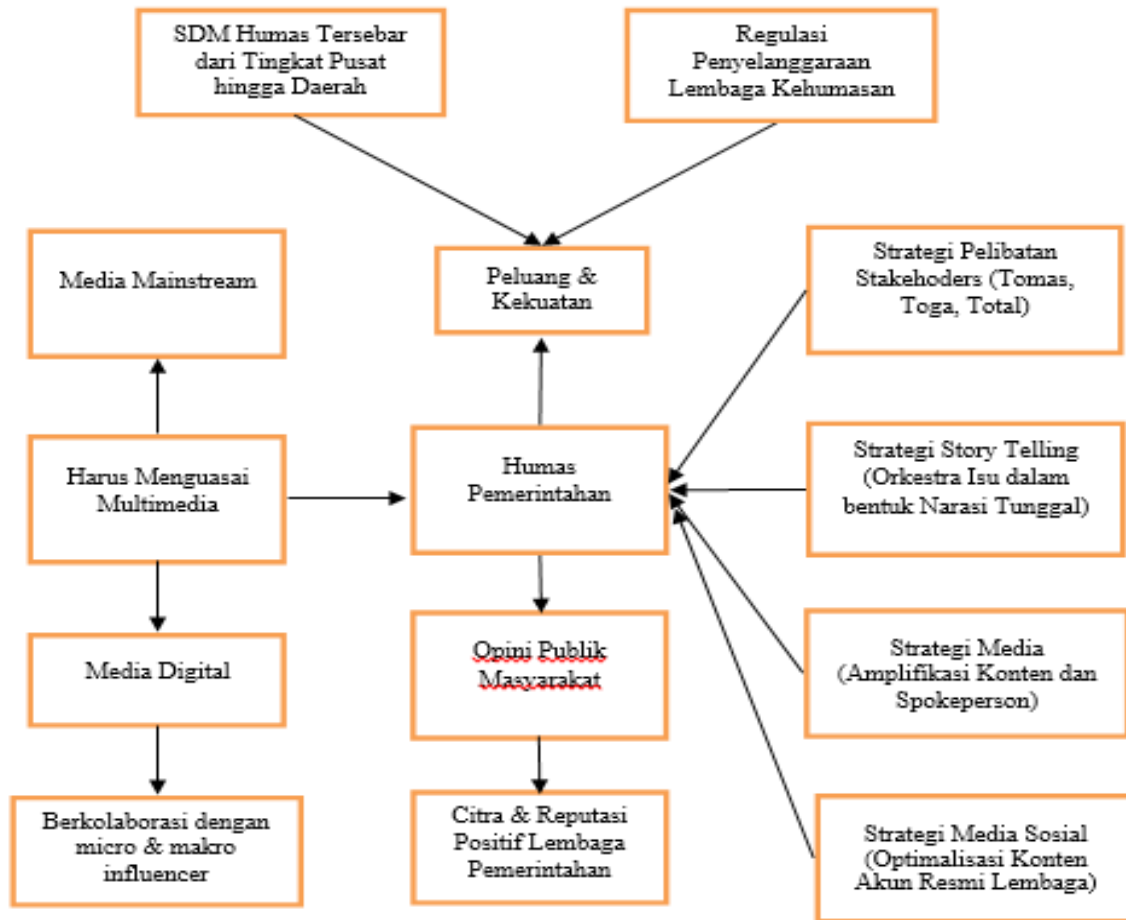 SDM Humas Tersebar
dari Tingkat Pusat
hingga Daerah
Regulasi
Penyelanggaraan
Lembaga Kehumasan
Media Mainstream
Peluang &
Kekuatan
Strategi Pelibatan
Stakehoders (Tomas,
Toga, Total)
Harus Menguasai
Multimedia
Humas
Pemerintahan
Strategi Story Telling
(Orkestra Isu dalam
bentuk Narasi Tunggal)
Media Digital
Opini Publik
Masyarakat
Strategi Media
(Amplifikasi Konten dan
Spokeperson)
Berkolaborasi dengan
micro & makro
influencer
Citra & Reputasi
Positif Lembaga
Pemerintahan
Strategi Media Sosial
(Optimalisasi Konten
Akun Resmi Lembaga)